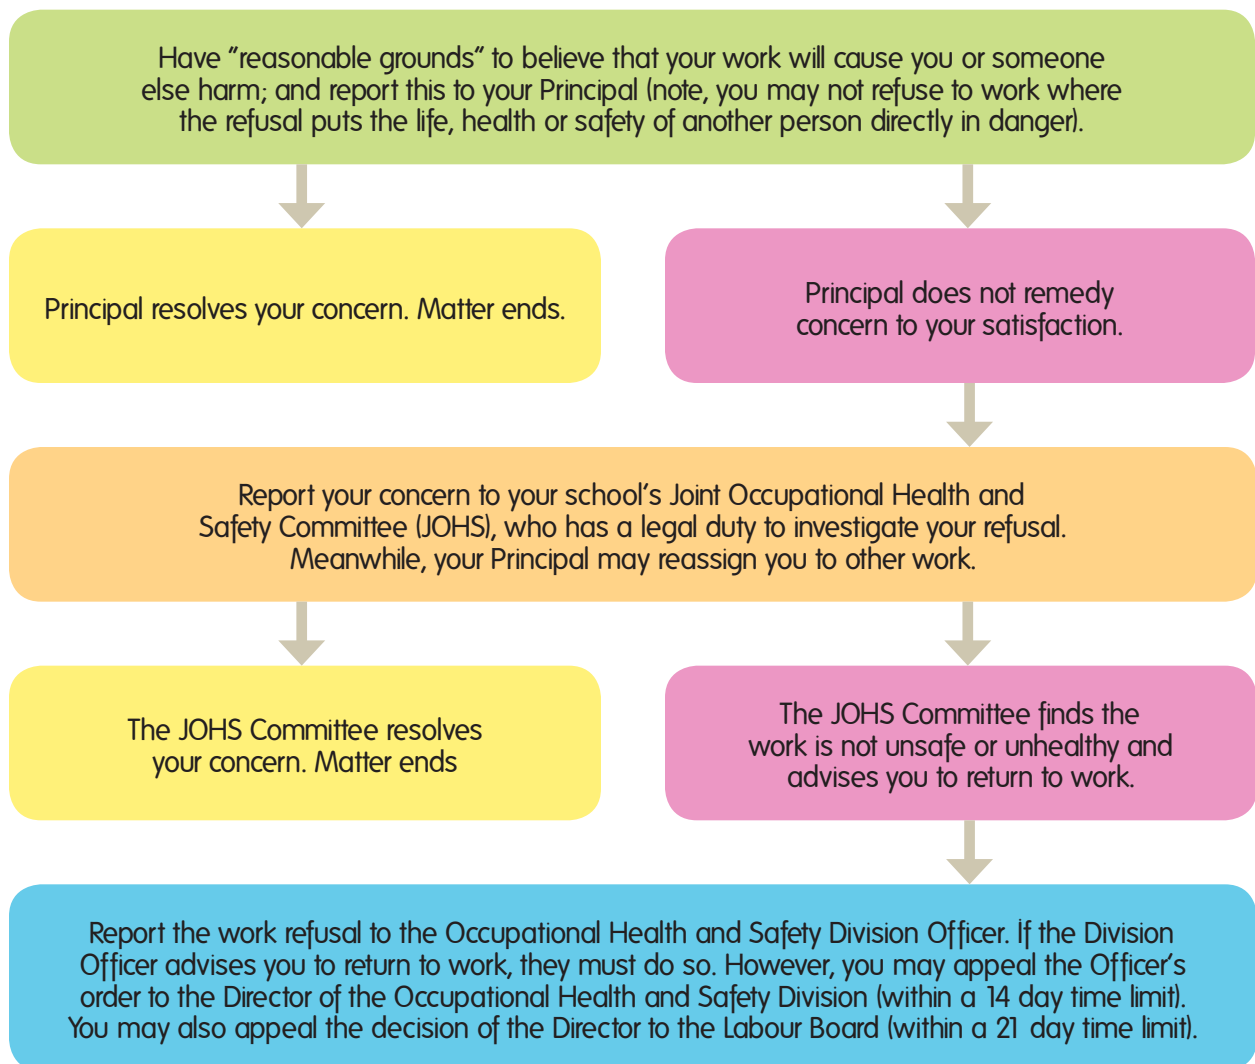 Have "reasonable grounds" to believe that your work will cause you or someone
else harm; and report this to your Principal (note, you may not refuse to work where
the refusal puts the life, health or safety of another person directly in danger).
Principal resolves your concern. Matter ends.
Principal does not remedy
concern to your satisfaction.
Report your concern to your school's Joint Occupational Health and
Safety Committee (JOHS), who has a legal duty to investigate your refusal.
Meanwhile, your Principal may reassign you to other work.
The JOHS Committee resolves
your concern. Matter ends
The JOHS Committee finds the
work is not unsafe or unhealthy and
advises you to return to work.
Report the work refusal to the Occupational Health and Safety Division Officer. If the Division
Officer advises you to return to work, they must do so. However, you may appeal the Officer's
order to the Director of the Occupational Health and Safety Division (within a 14 day time limit).
You may also appeal the decision of the Director to the Labour Board (within a 21 day time limit).